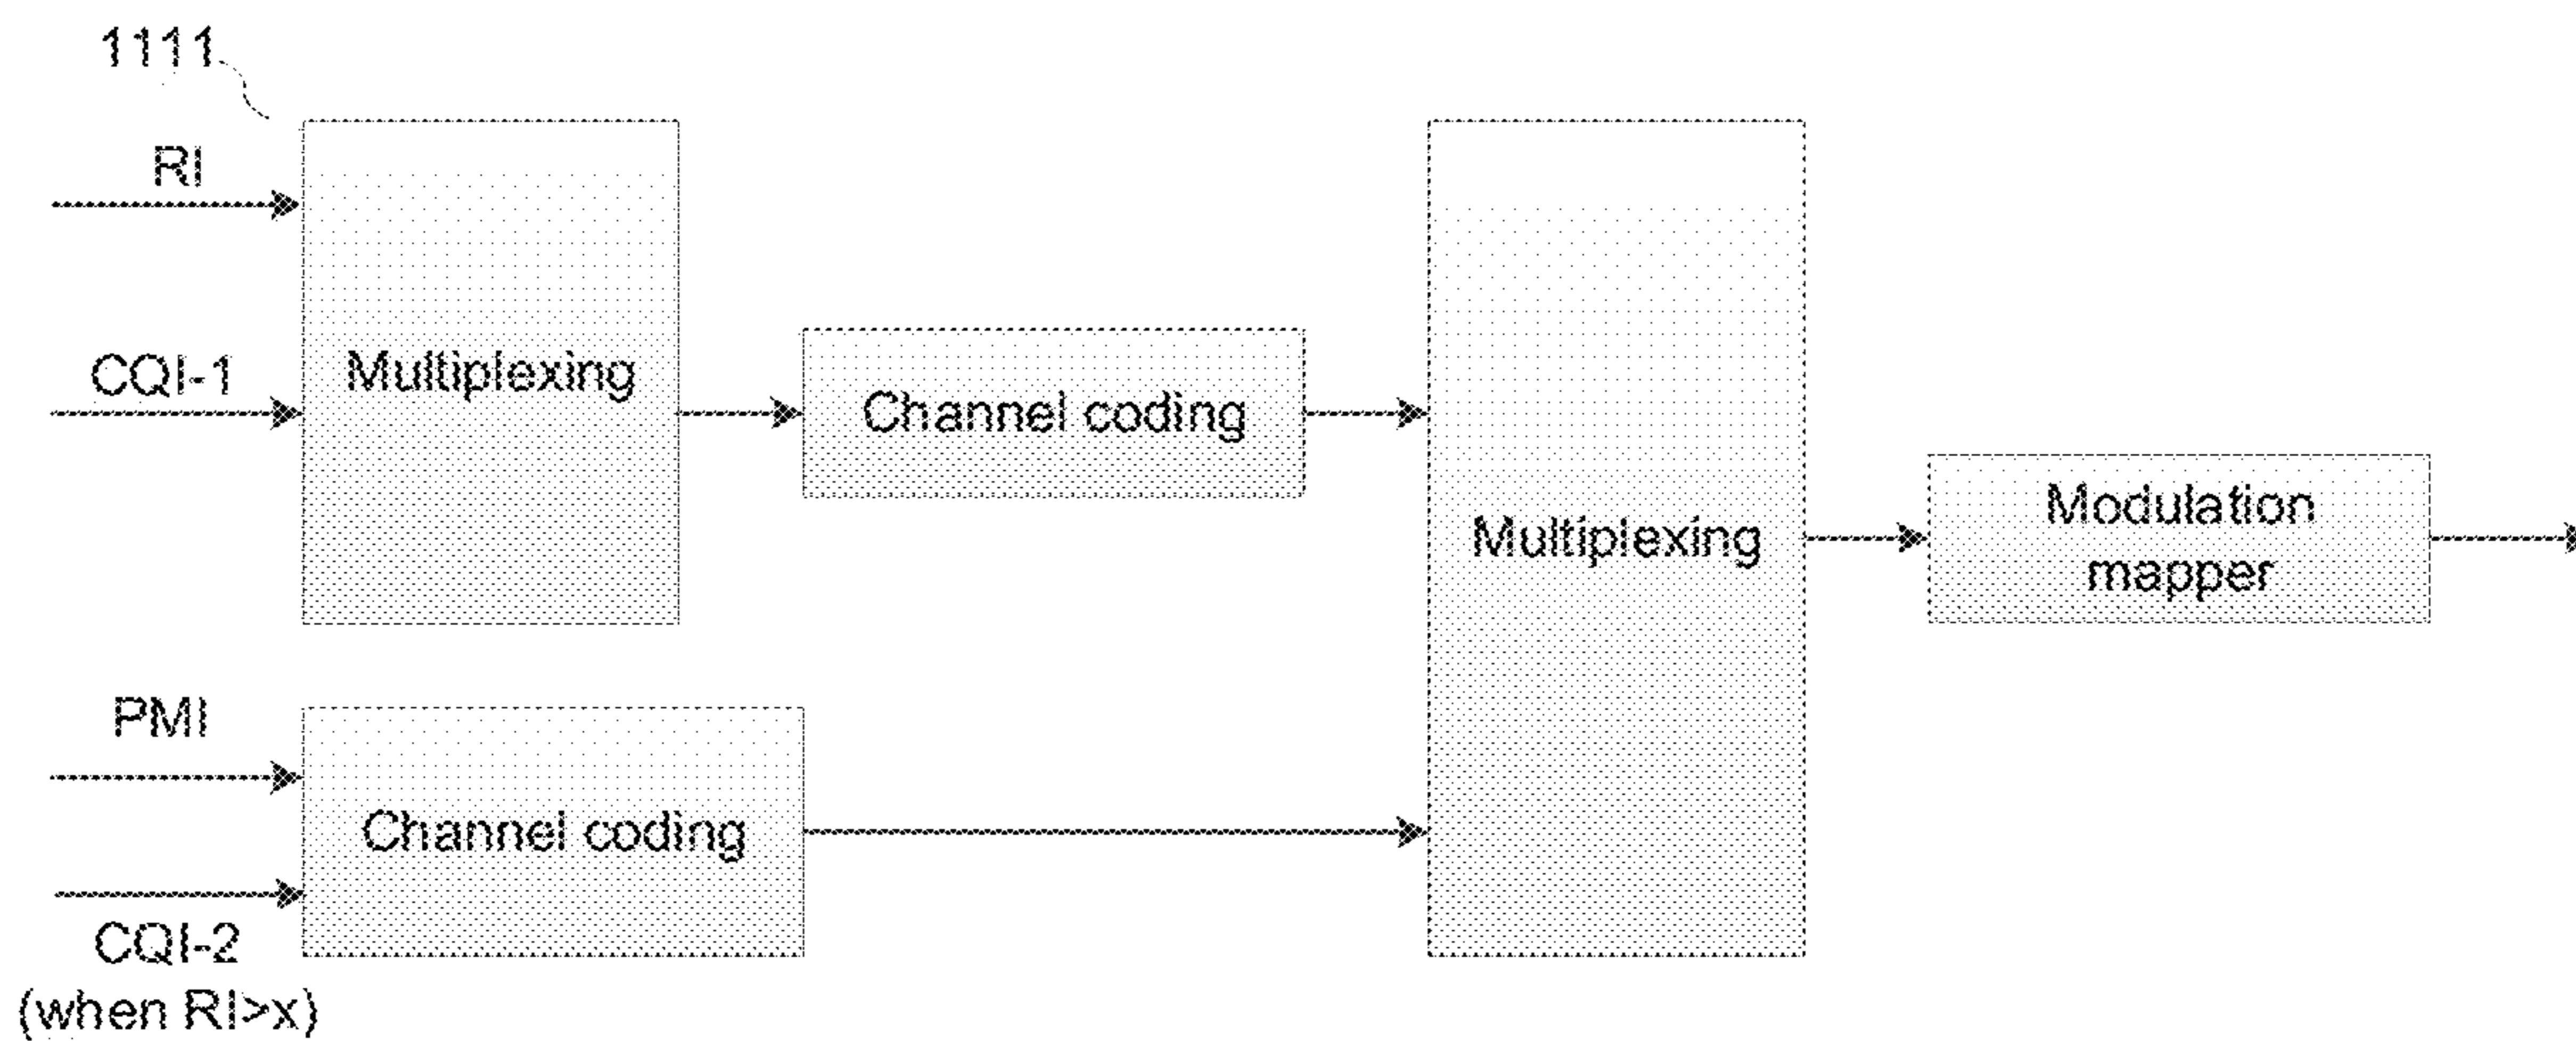 1111
RI
CQI-1
Multiplexing
Channel coding
Multiplexing
Modulation
mapper
PMI
Channel coding
CQI-2
(when RI>x)